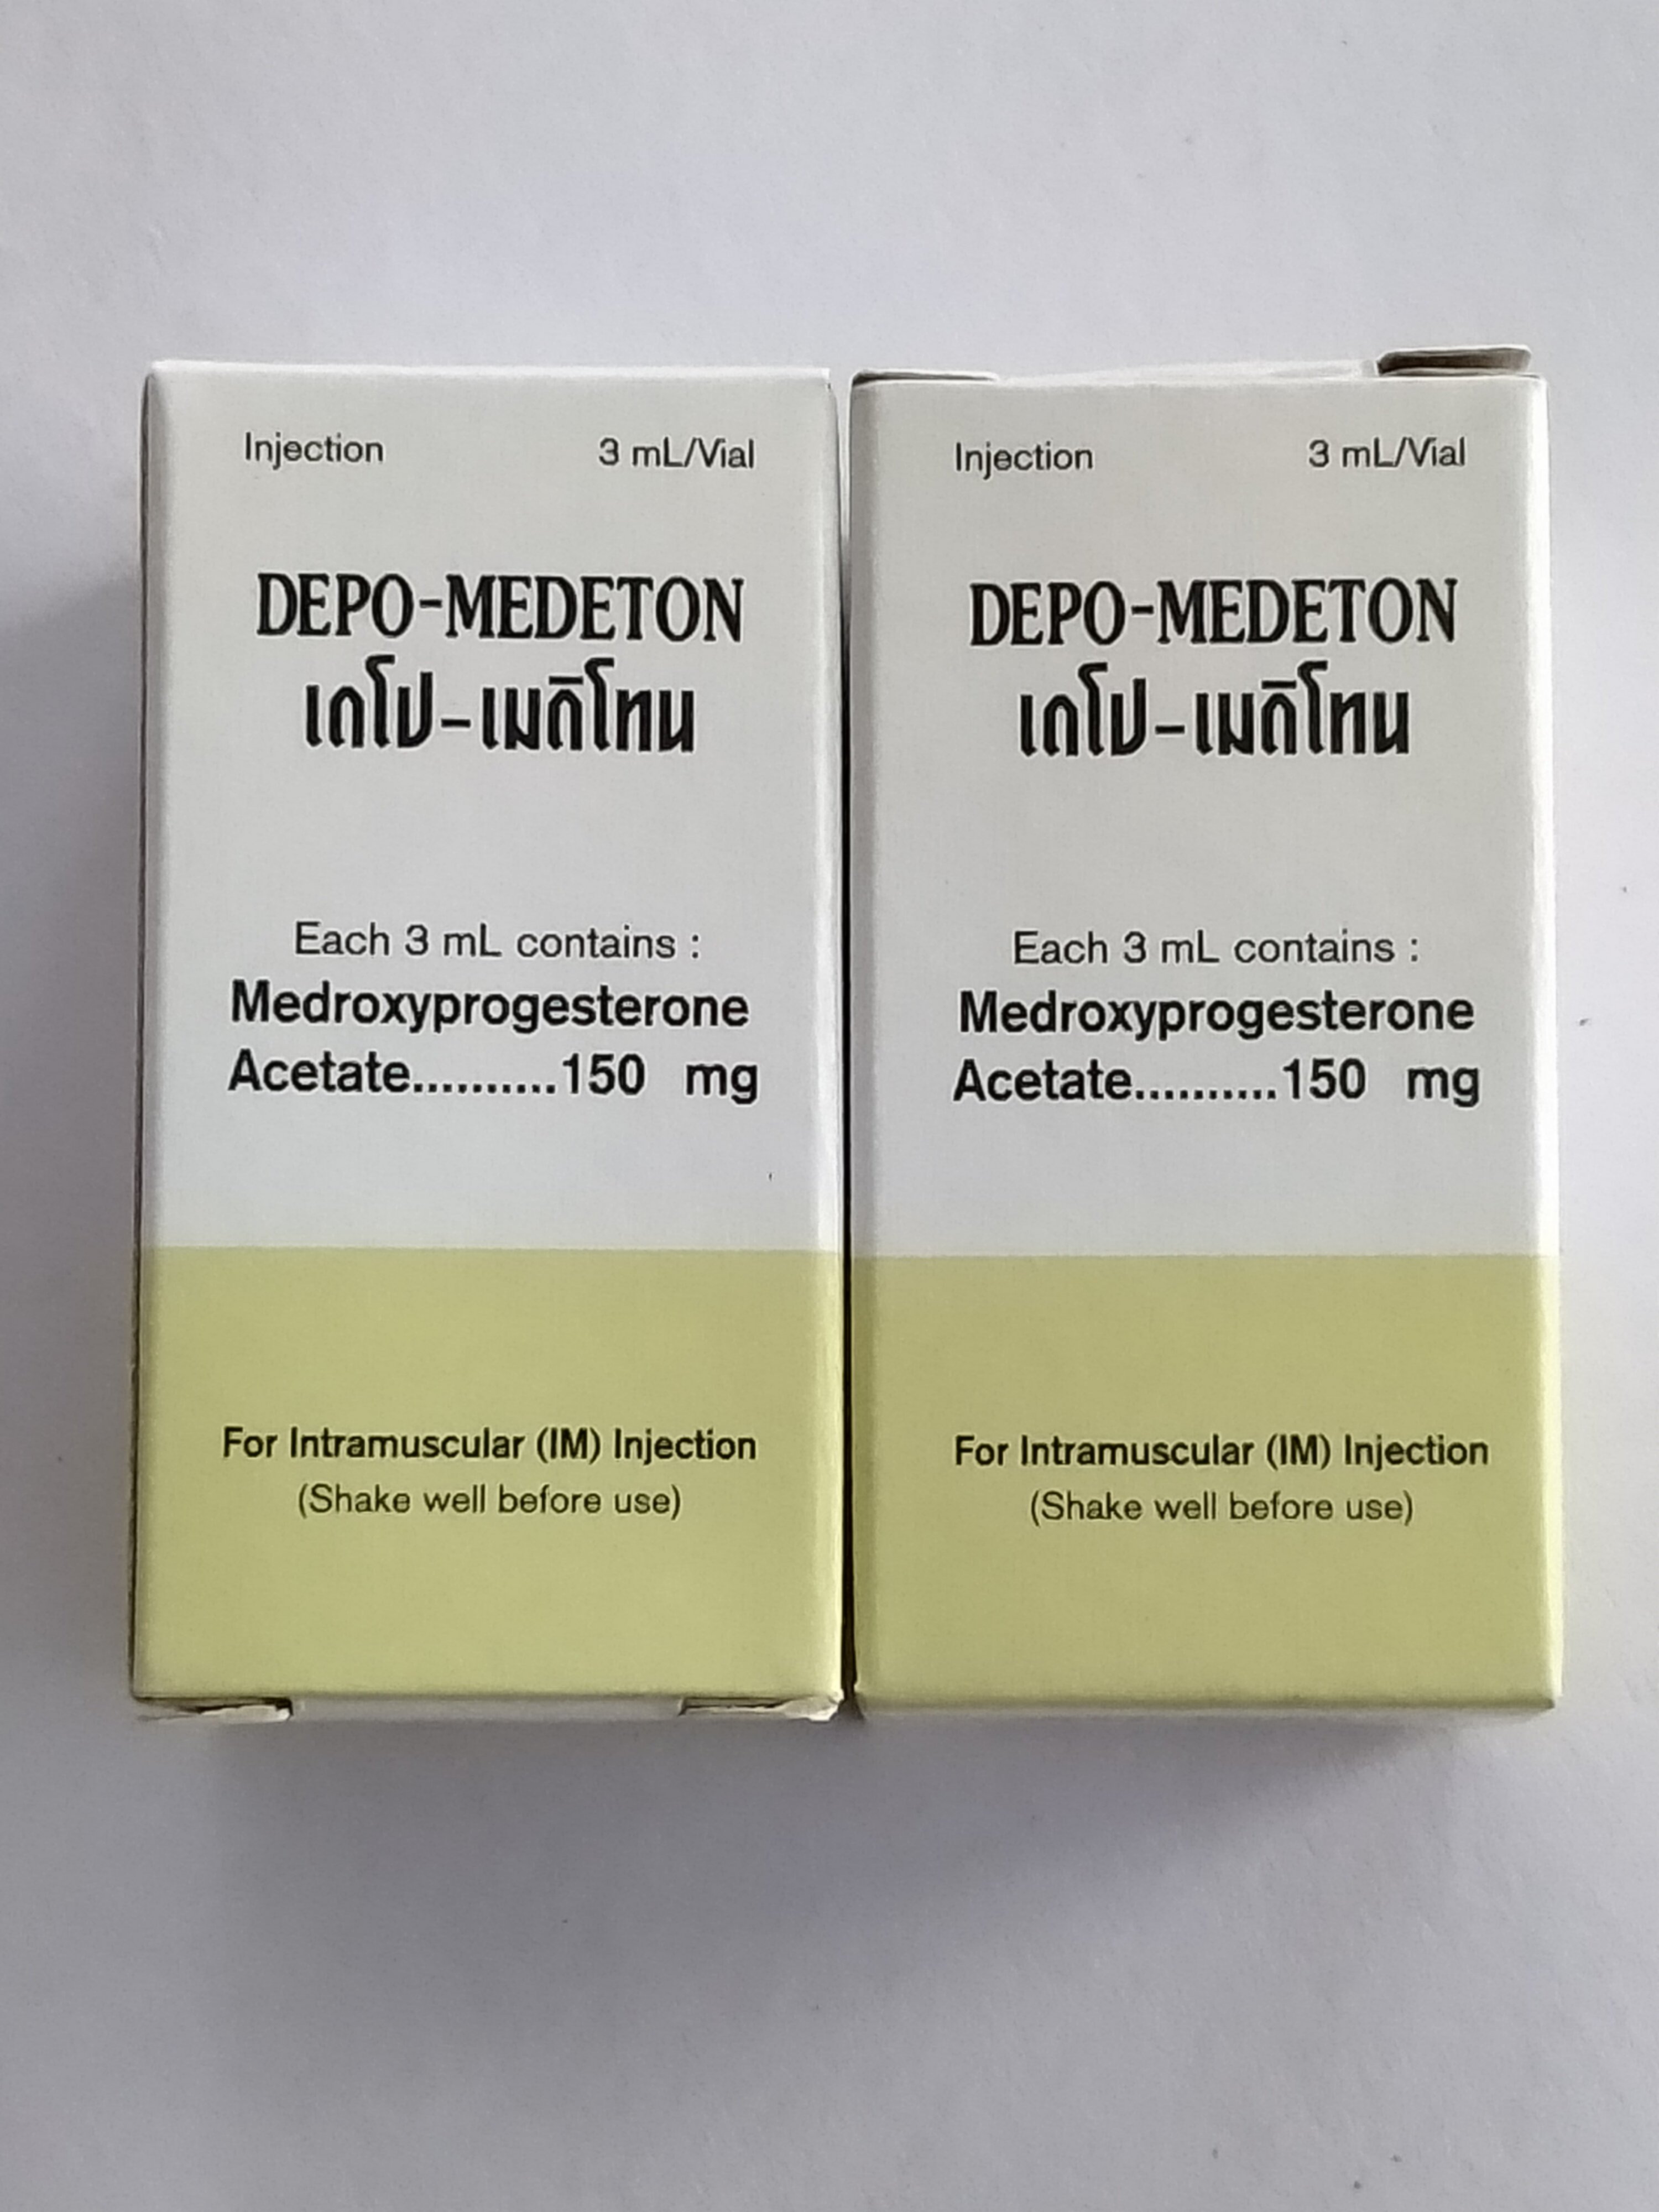 Injection 3 mL/Vial
DEPO-MEDETON
เดโป-เมดิโทน
Each 3 mL contains :
Medroxyprogesterone
Acetate..........150 mg
For Intramuscular (IM) Injection
(Shake well before use)
Injection 3 mL/Vial
DEPO-MEDETON
เดโป-เมดิโทน
Each 3 mL contains :
Medroxyprogesterone
Acetate..........150 mg
For Intramuscular (IM) Injection
(Shake well before use)